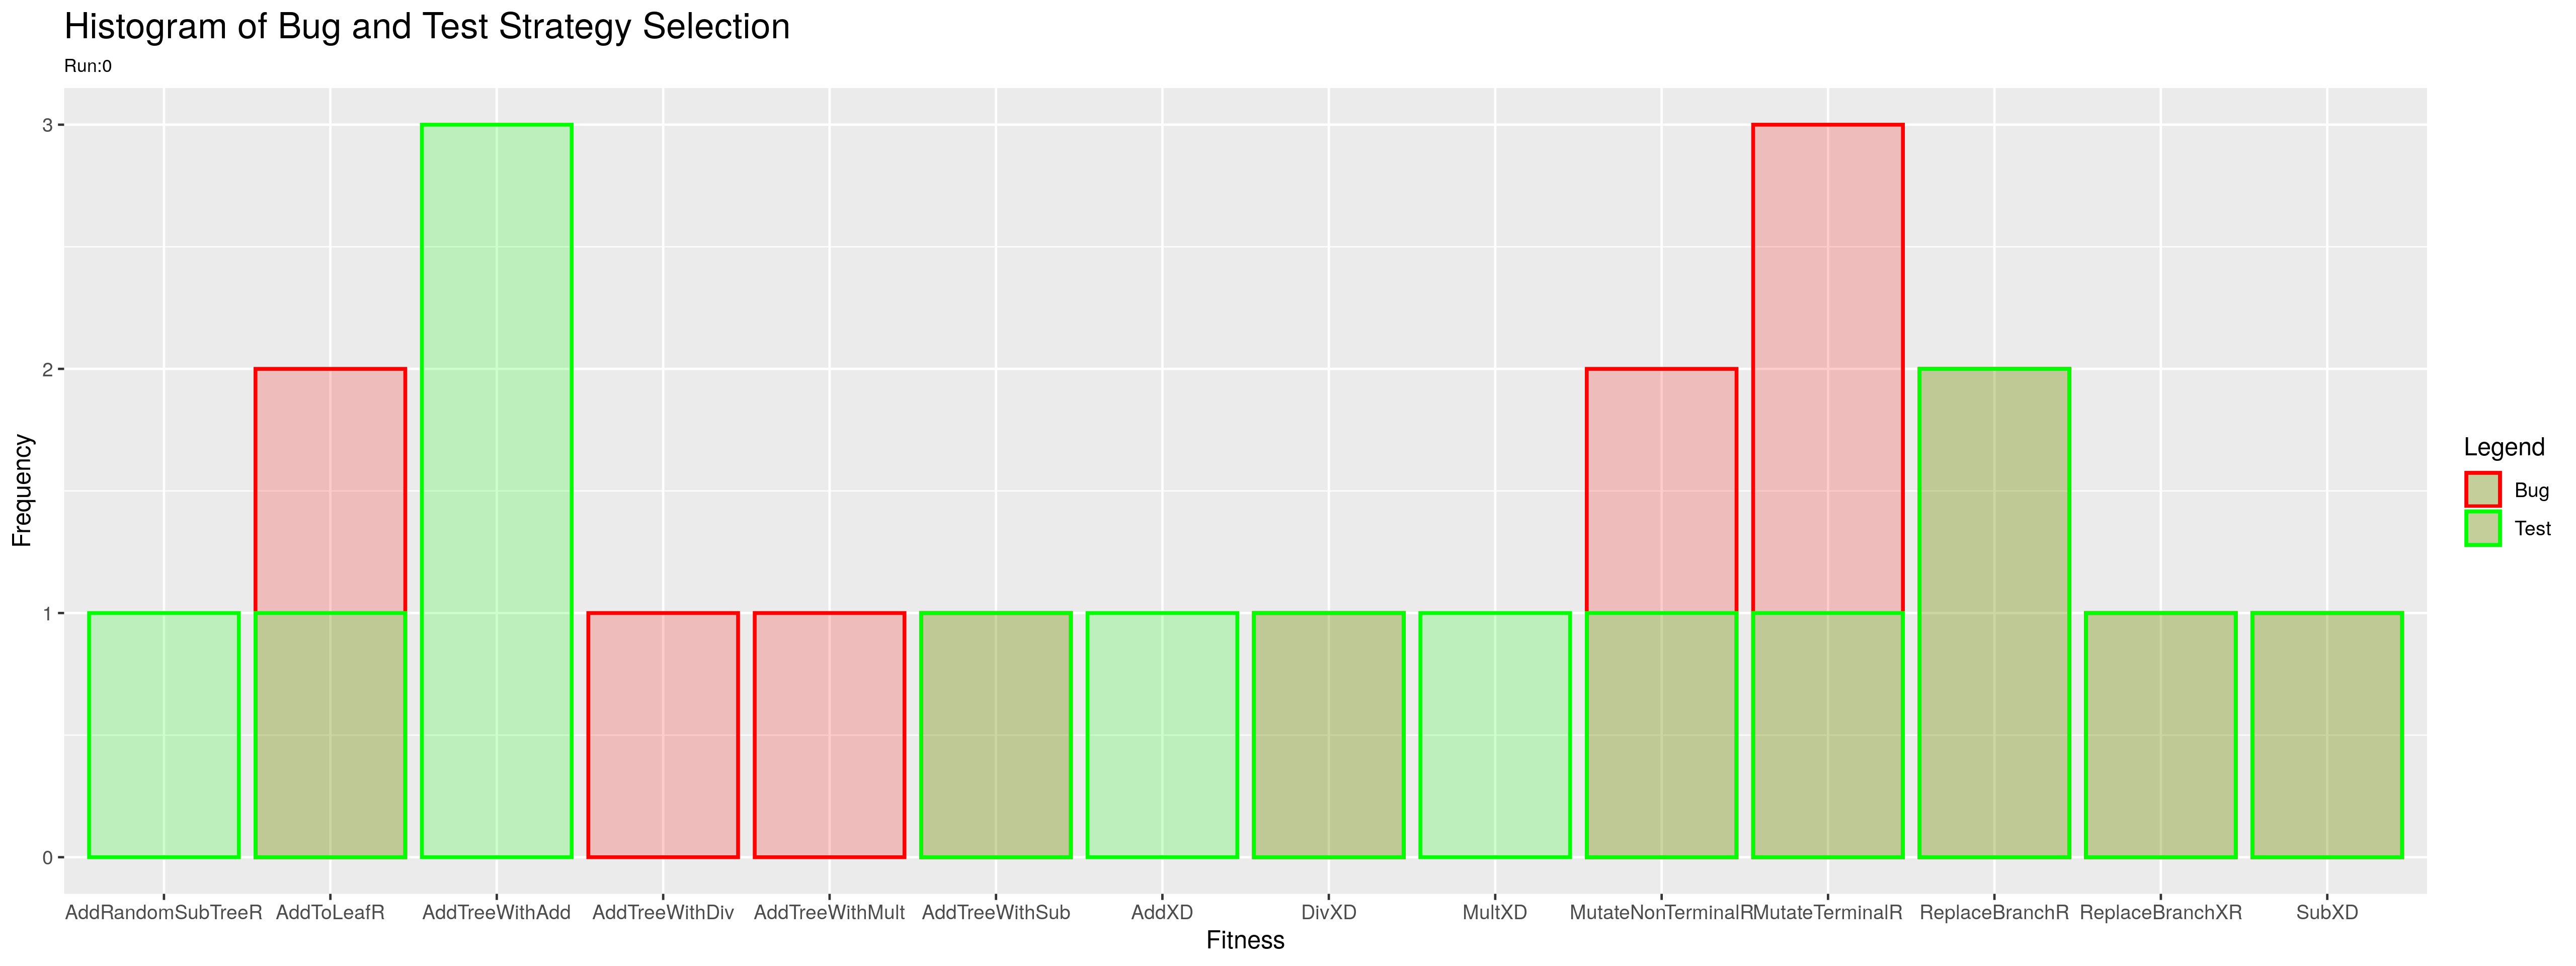 Histogram of Bug and Test Strategy Selection
Run:0
Frequency
3
2
1
0
AddRandomSubTreeR AddToLeafR AddTreeWithAdd AddTreeWithDiv AddTreeWithMult AddTreeWithSub AddXD DivXD MultXD MutateNonTerminalR MutateTerminalR ReplaceBranchR ReplaceBranchXR SubXD
Fitness
Legend
Bug
Test